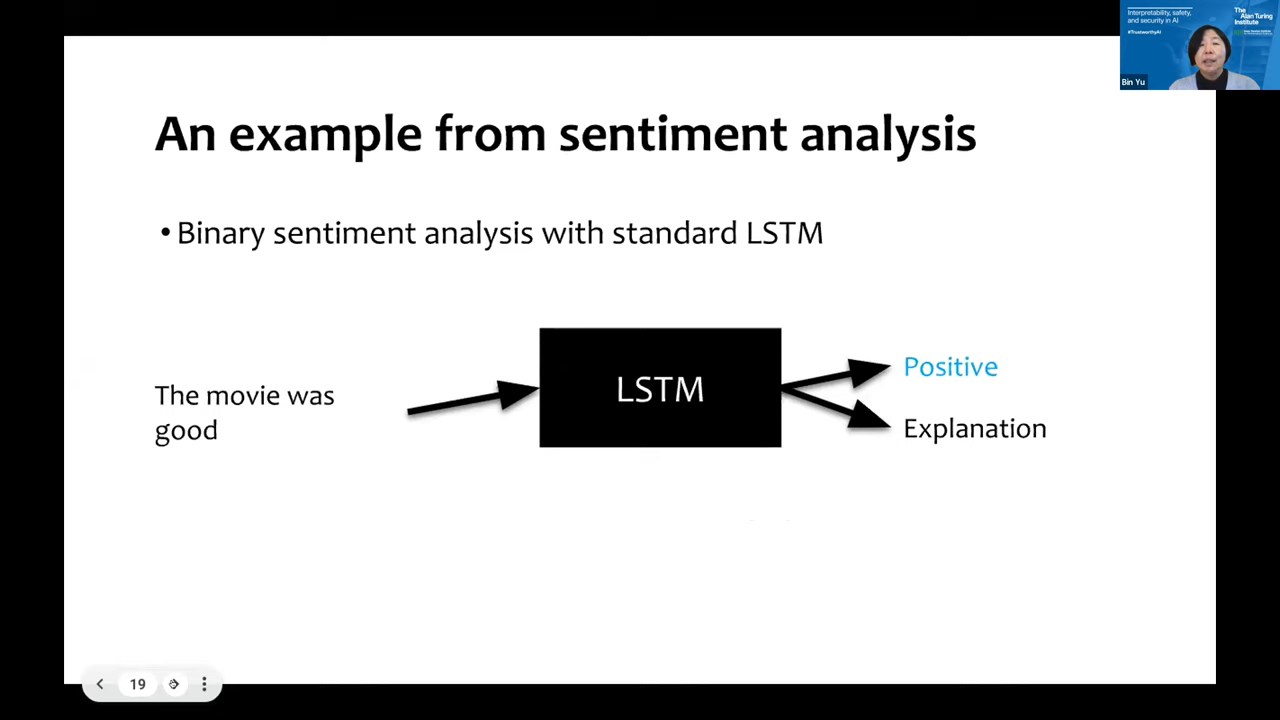 Interpretability, safety,
and security in AI
#TrustworthyAI
The
Alan Turing
Institute
Bin Yu
An example from sentiment analysis
• Binary sentiment analysis with standard LSTM
The movie was
good
LSTM
Positive
Explanation
19